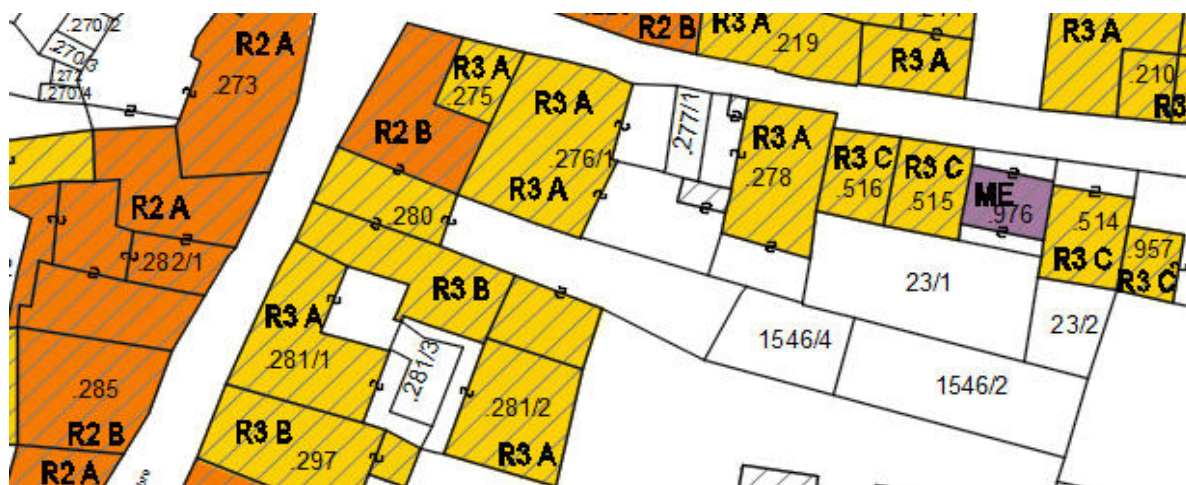 .270/2
R2 A
.270/3
.272
.270/4
.273
R2 B
R3 A
.219
R3 A
R3 A
.210
R3
R3 A
.275
R2 B
R3 A
.276/1
R3 A
.277/1
R3 A
.278
R3 C
.516
R3 C
.515
ME
.976
.514
R3 C
.957
R3 C
R2 A
.282/1
.280
R3 B
R3 A
.281/1
.281/3
.281/2
R3 A
23/1
23/2
1546/4
1546/2
.285
R2 B
R2 A
R3 B
.297